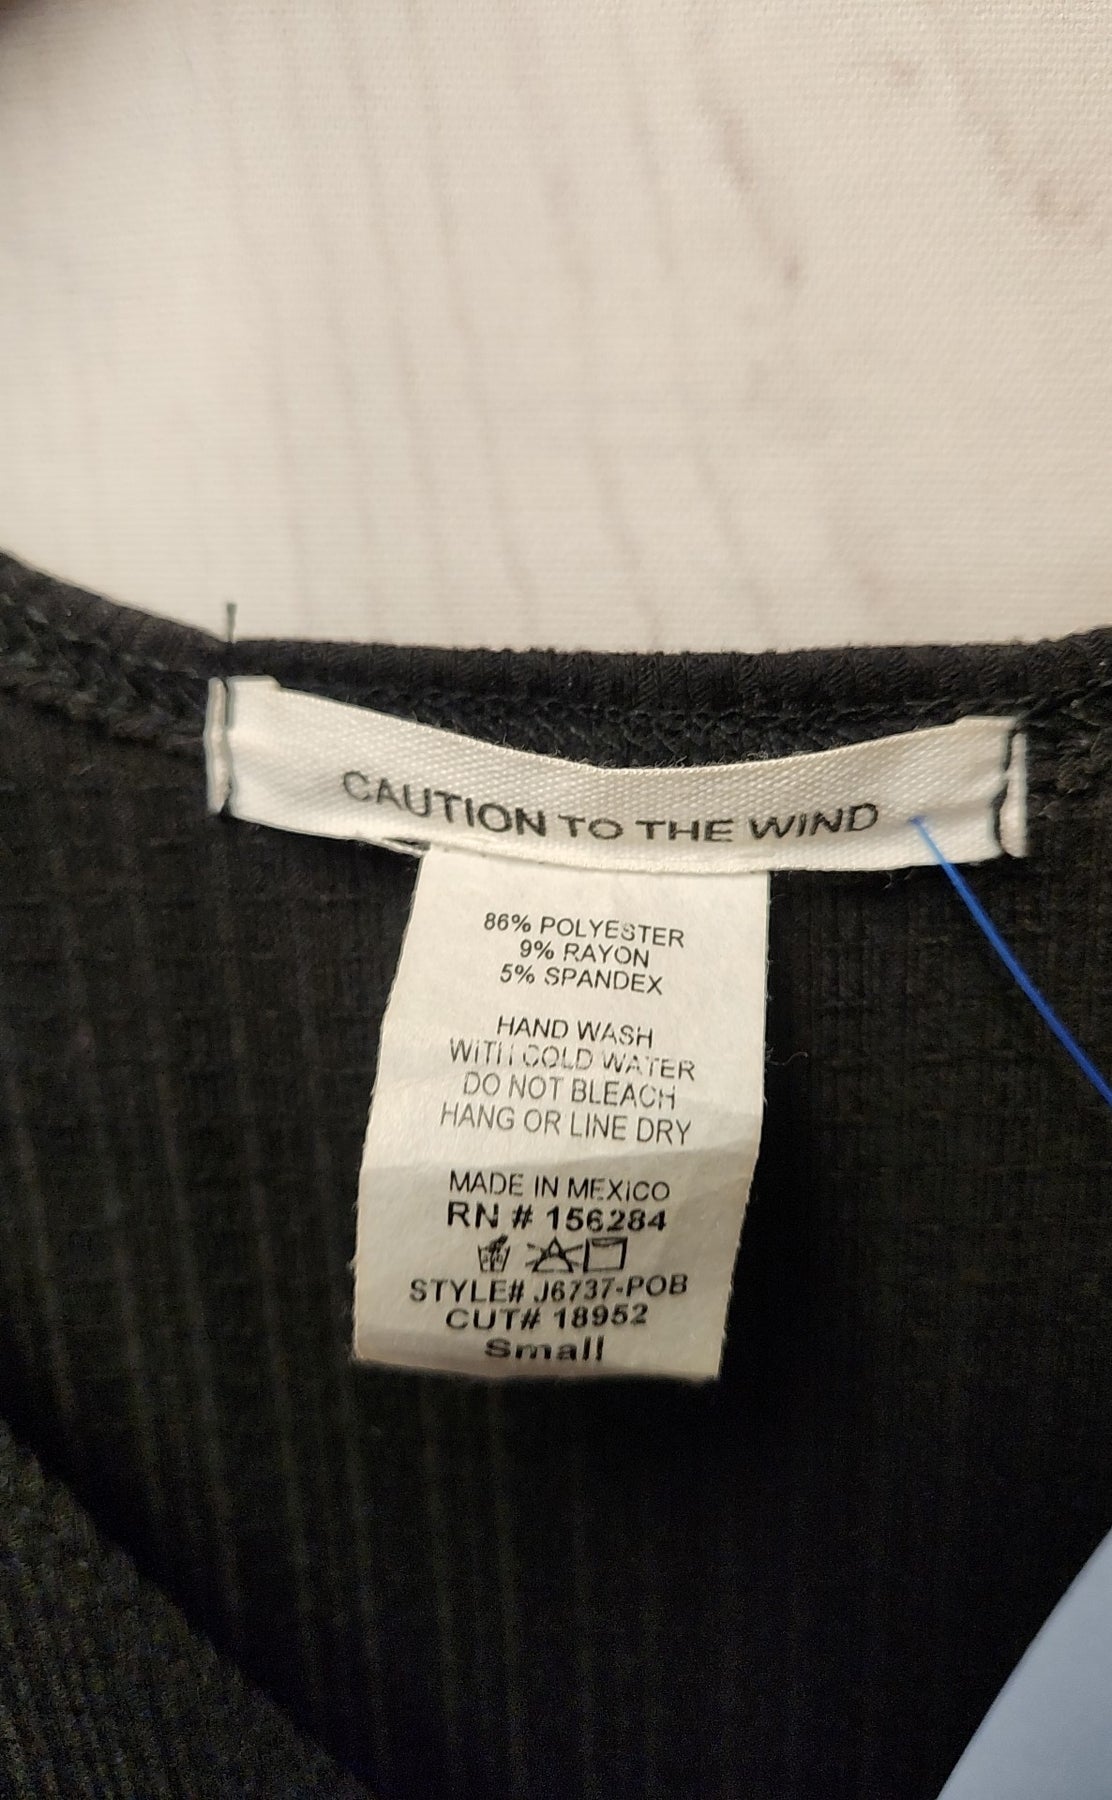 CAUTION TO THE WIND
86% POLYESTER
9% RAYON
5% SPANDEX
HAND WASH
WITH COLD WATER
DO NOT BLEACH
HANG OR LINE DRY
MADE IN MEXICO
RN # 156284
STYLE# J6737-POB
CUT# 18952
Small